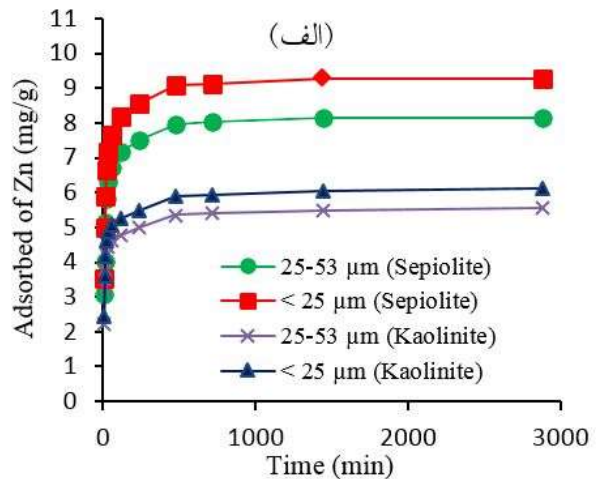 (الف)
Adsorbed of Zn (mg/g)
11
10
9
8
7
6
5
4
3
2
1
0
25-53 µm (Sepiolite)
< 25 µm (Sepiolite)
25-53 µm (Kaolinite)
< 25 µm (Kaolinite)
0 1000 2000 3000
Time (min)